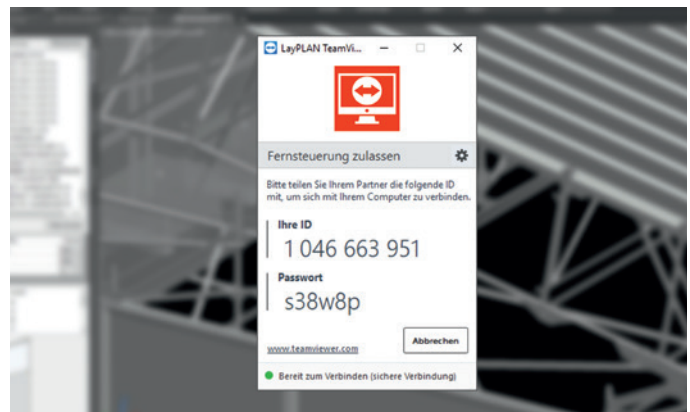 LayPLAN TeamVi...
Fernsteuerung zulassen
Bitte teilen Sie Ihrem Partner die folgende ID
mit, um sich mit Ihrem Computer zu verbinden.
Ihre ID
1 046 663 951
Passwort
s38w8p
Abbrechen
www.teamviewer.com
Bereit zum Verbinden (sichere Verbindung)